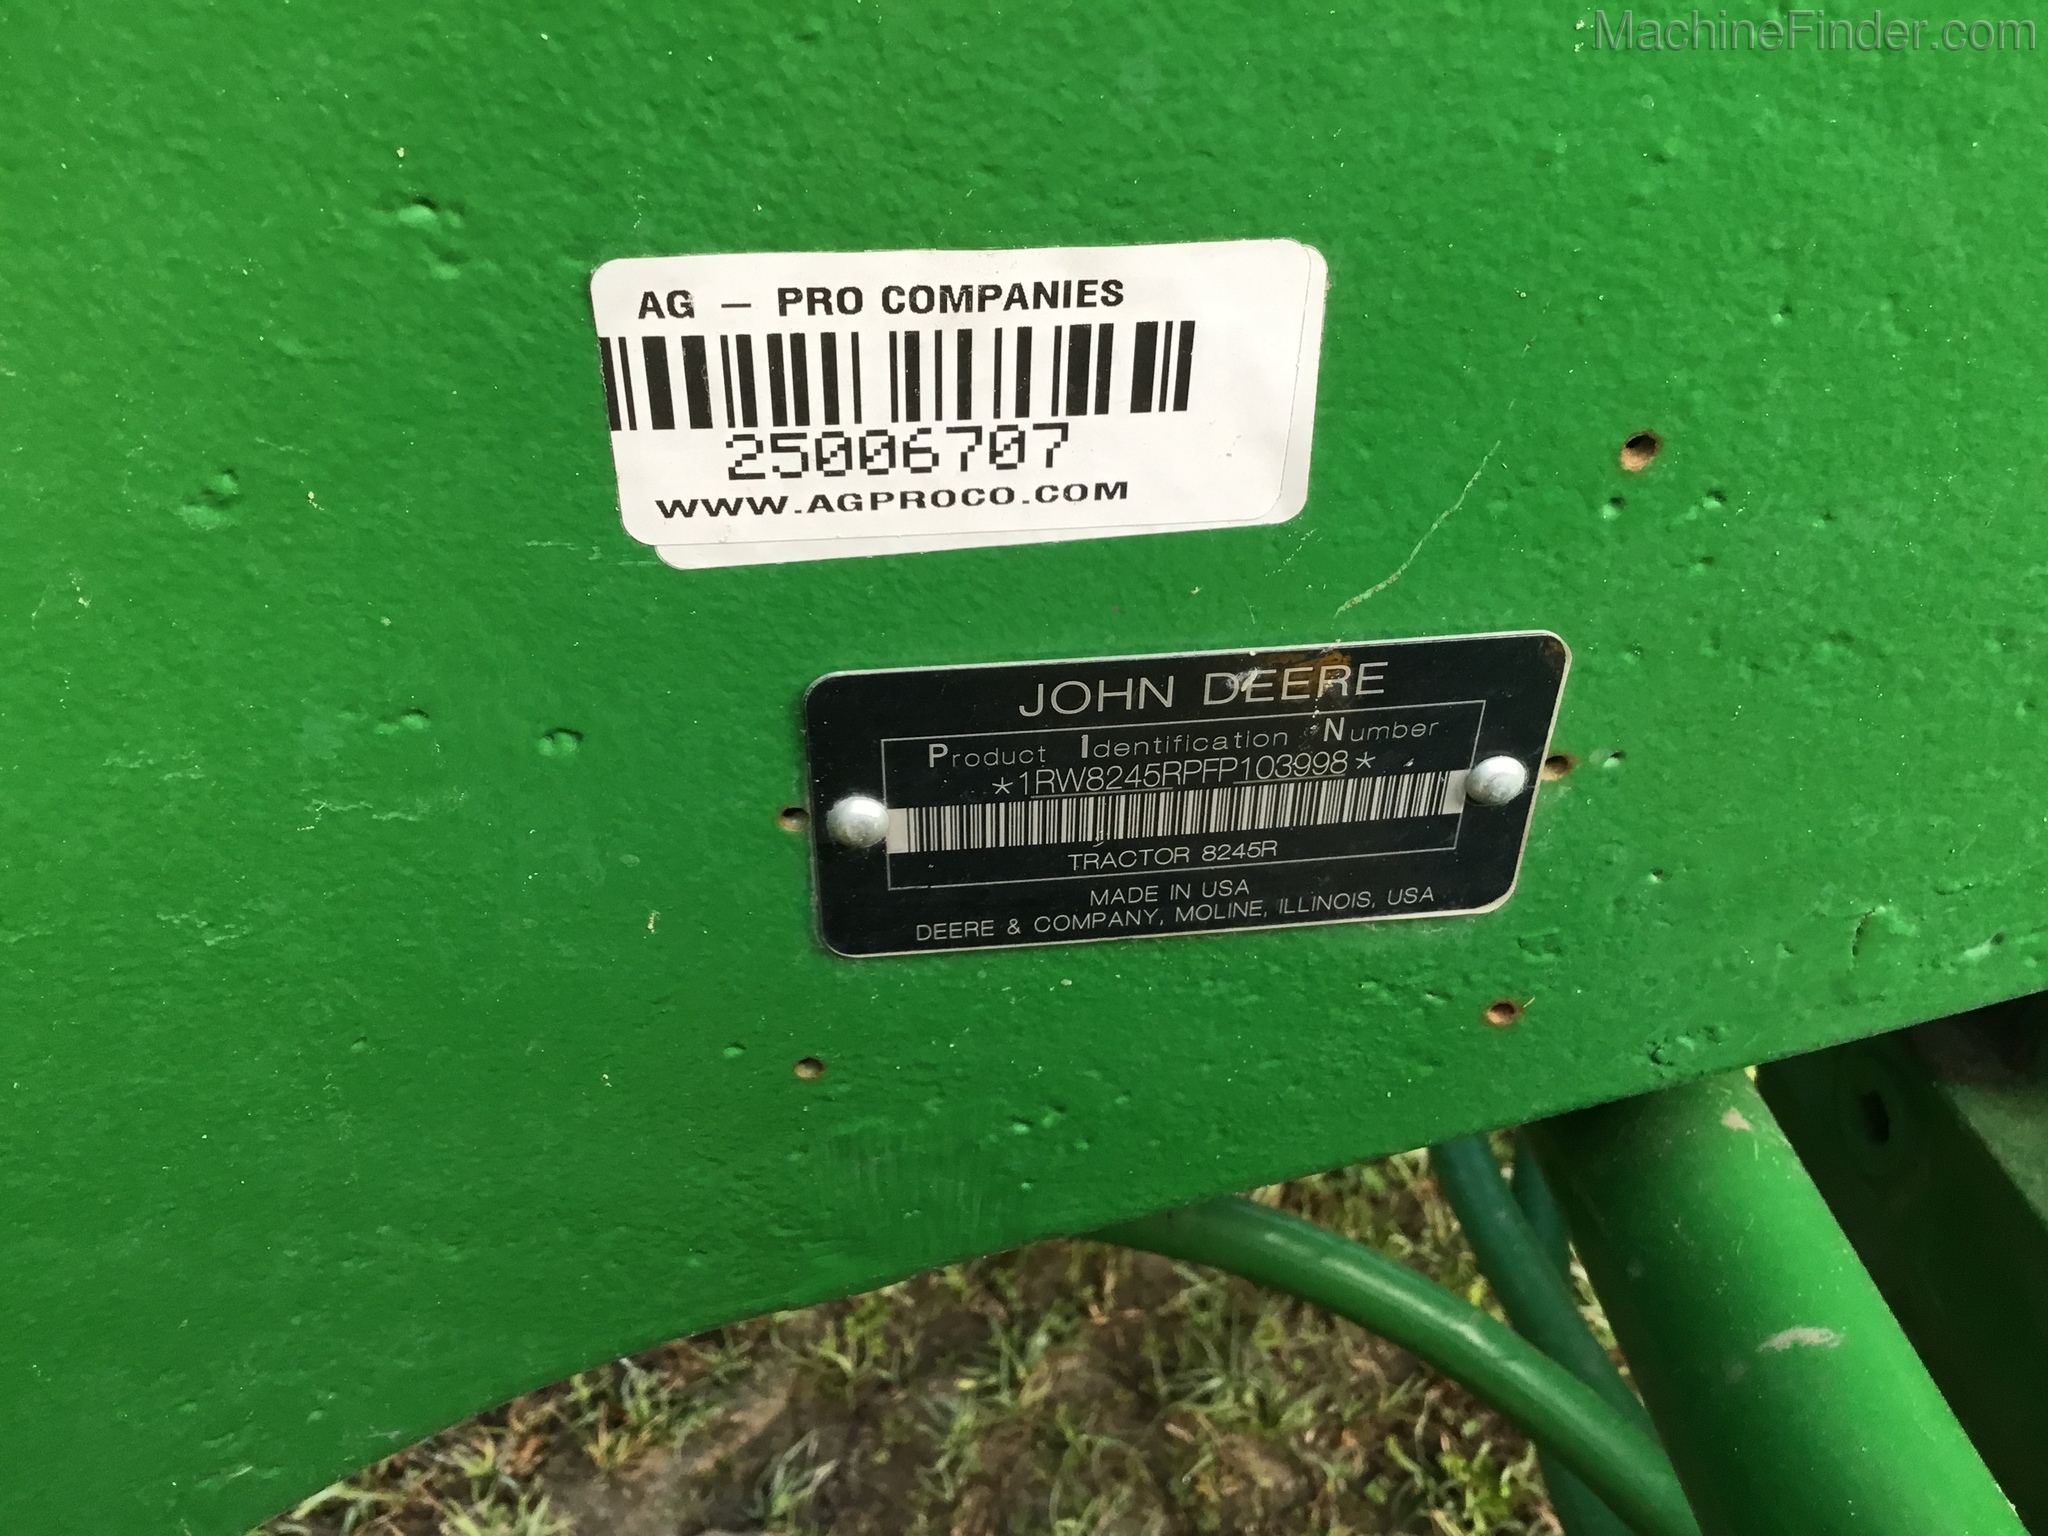 MachineFinder.com
AG – PRO COMPANIES
25006707
WWW.AGPROCO.COM
JOHN DEERE
Product Identification Number
*1RW8245RPFP103998*
TRACTOR 8245R
MADE IN USA
DEERE & COMPANY, MOLINE, ILLINOIS, USA